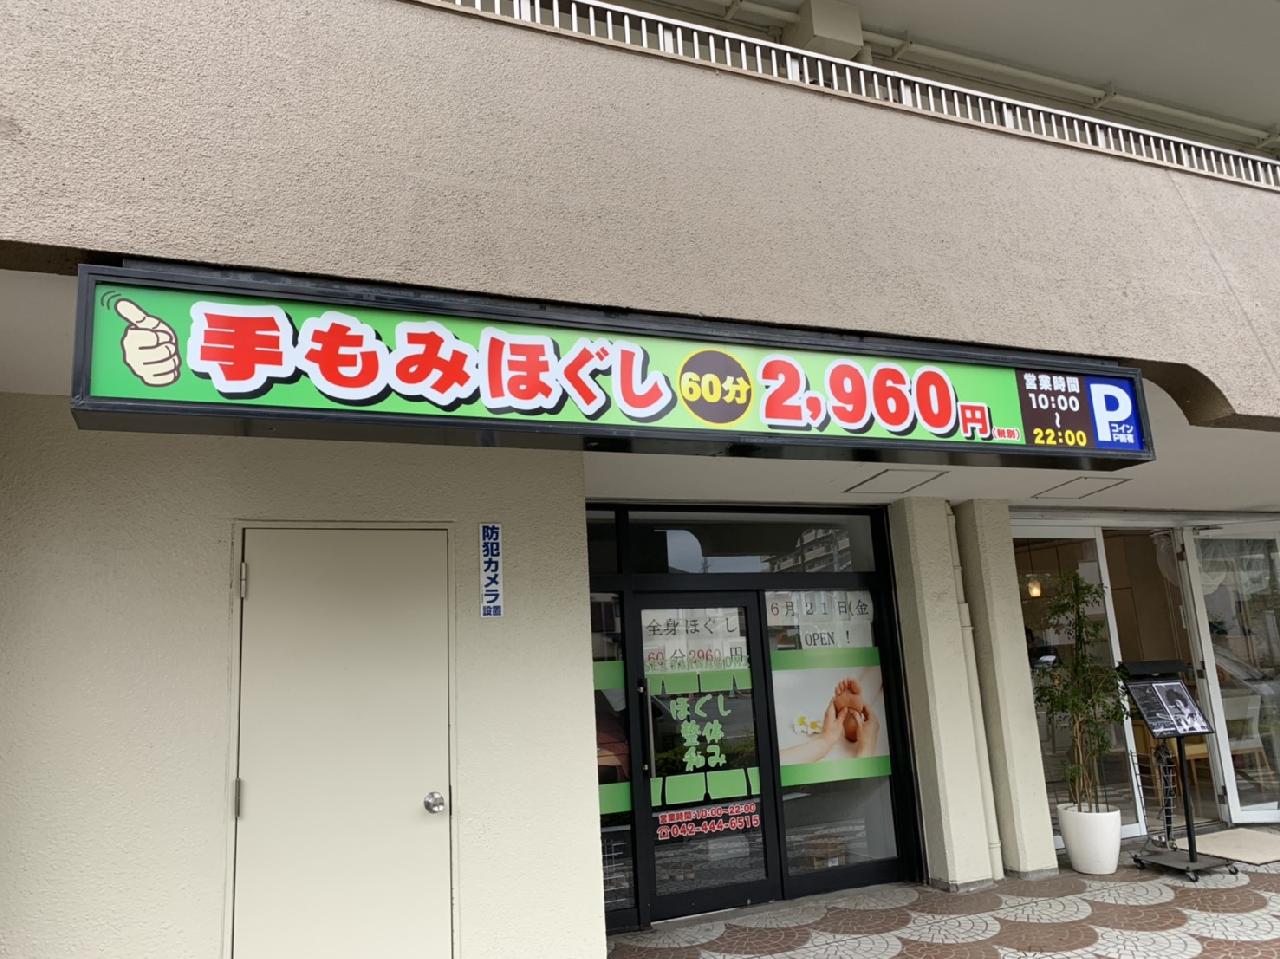 手もみほぐし 60分 2,960円(税別)
営業時間
10:00
~
22:00
P
コイン
P隣有
防犯カメラ
設置
全身ほぐし
60分2960円
6月21日(金
OPEN!
ほぐし
整体
和み
営業時間:10:00~22:00
☎042-444-6515